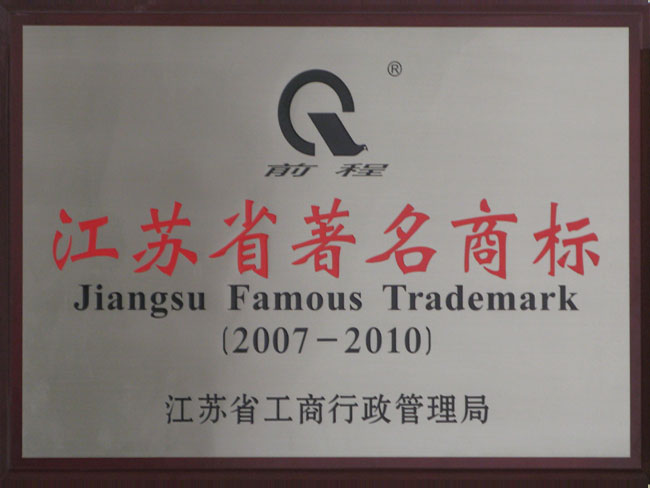 ®
前程
江苏省著名商标
Jiangsu Famous Trademark
(2007-2010)
江苏省工商行政管理局